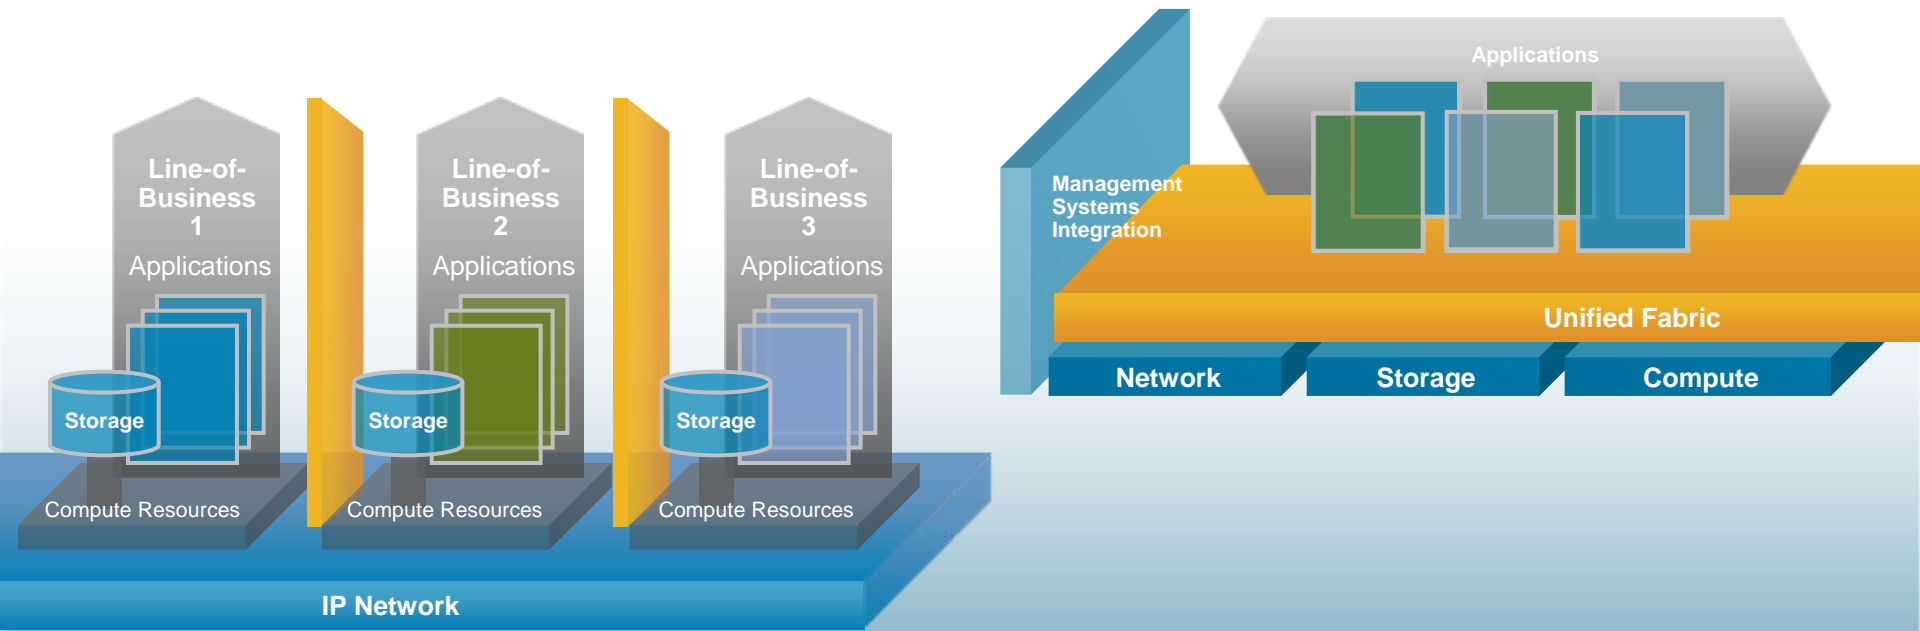 Line-of-
Business
1
Applications
Storage
Compute Resources
Line-of-
Business
2
Applications
Storage
Compute Resources
Line-of-
Business
3
Applications
Storage
Compute Resources
IP Network
Management
Systems
Integration
Applications
Unified Fabric
Network
Storage
Compute